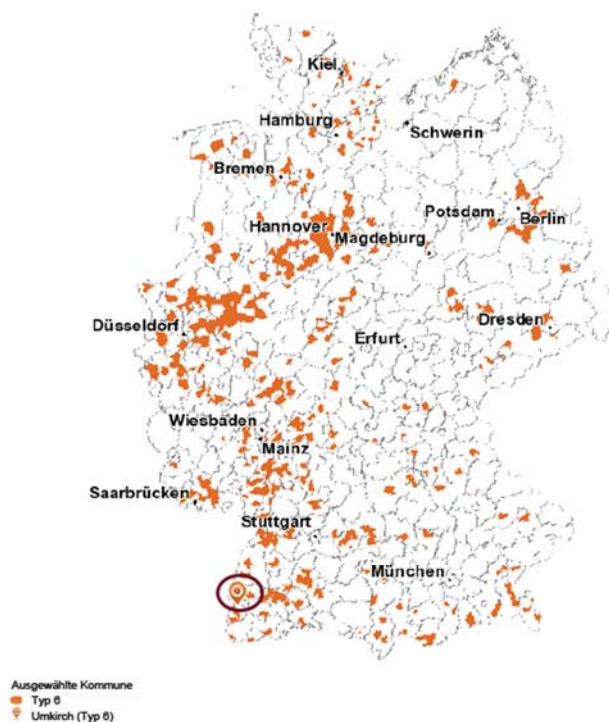 Kiel
Hamburg
Schwerin
Bremen
Potsdam
Berlin
Hannover
Magdeburg
Düsseldorf
Dresden
Erfurt
Wiesbaden
Mainz
Saarbrücken
Stuttgart
München
Ausgewählte Kommune
Typ 6
Umkirch (Typ 6)